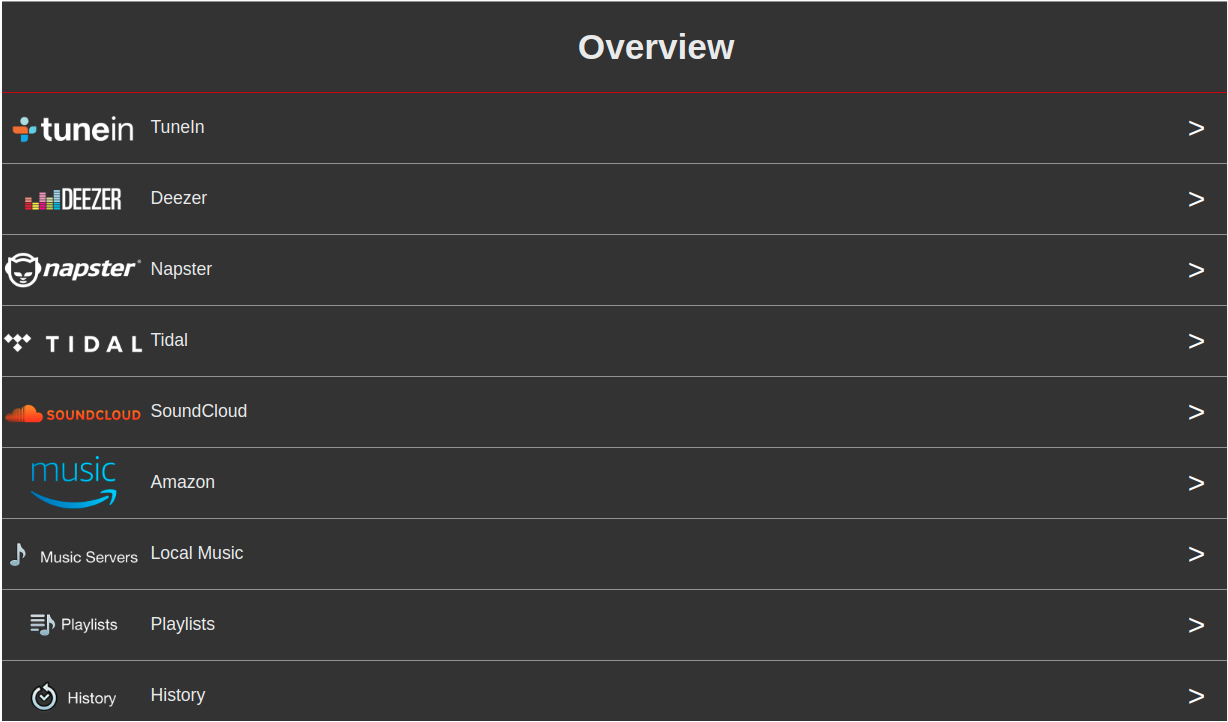 Overview
tunein TuneIn >
DEEZER Deezer >
napster® Napster >
TIDAL Tidal >
SOUNDCLOUD SoundCloud >
music Amazon >
Music Servers Local Music >
Playlists Playlists >
History History >